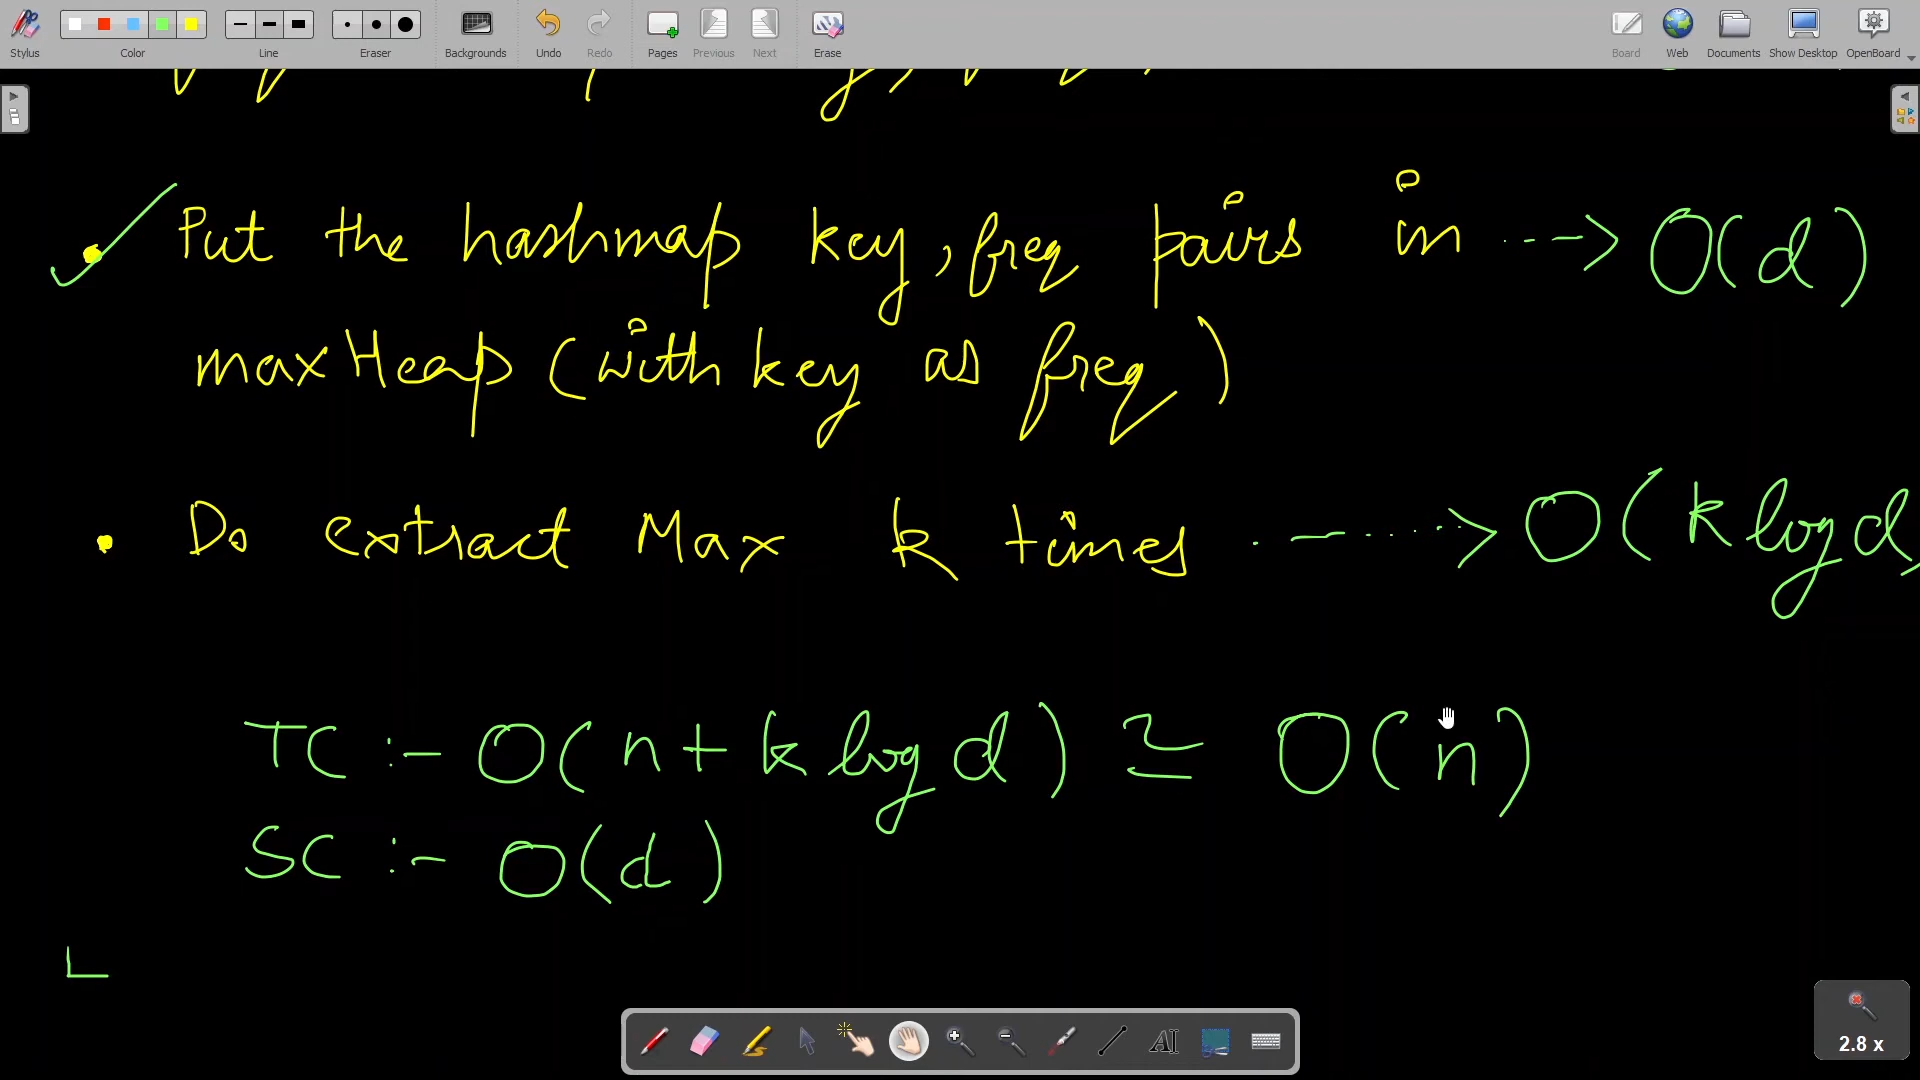 Stylus Color Line Eraser Backgrounds Undo Redo Pages Previous Next Erase Board Web Documents Show Desktop OpenBoard
Put the hashmap key, freq pairs in ---> O(d)
maxHeap (with key as freq)
Do extract Max k times -----> O(k log d)
TC :- O(n + k log d) ≃ O(n)
SC :- O(d)
AI
2.8 x